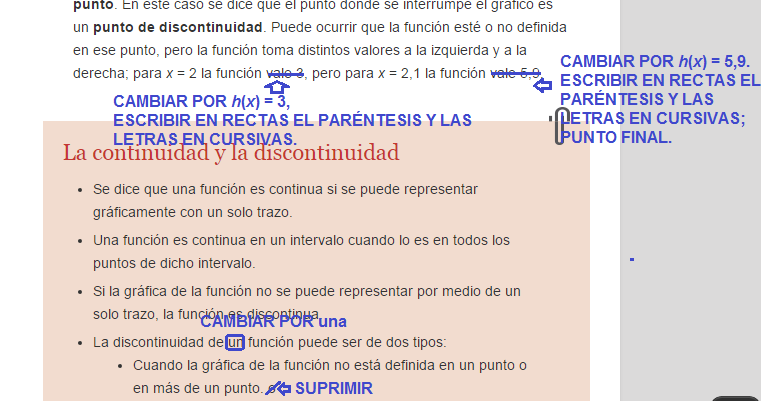 punto. En este caso se dice que el punto donde se interrumpe el gráfico es
un punto de discontinuidad. Puede ocurrir que la función esté o no definida
en ese punto, pero la función toma distintos valores a la izquierda y a la
derecha; para x = 2 la función vale 3, pero para x = 2,1 la función vale 5,9
CAMBIAR POR h(x) = 5,9.
ESCRIBIR EN RECTAS EL
PARÉNTESIS Y LAS
LETRAS EN CURSIVAS;
PUNTO FINAL.
CAMBIAR POR h(x) = 3,
ESCRIBIR EN RECTAS EL PARÉNTESIS Y LAS
LETRAS EN CURSIVAS.
La continuidad y la discontinuidad
• Se dice que una función es continua si se puede representar
gráficamente con un solo trazo.
• Una función es continua en un intervalo cuando lo es en todos los
puntos de dicho intervalo.
• Si la gráfica de la función no se puede representar por medio de un
solo trazo, la función es discontinua.
CAMBIAR POR una
• La discontinuidad de un función puede ser de dos tipos:
• Cuando la gráfica de la función no está definida en un punto o
en más de un punto. o
SUPRIMIR